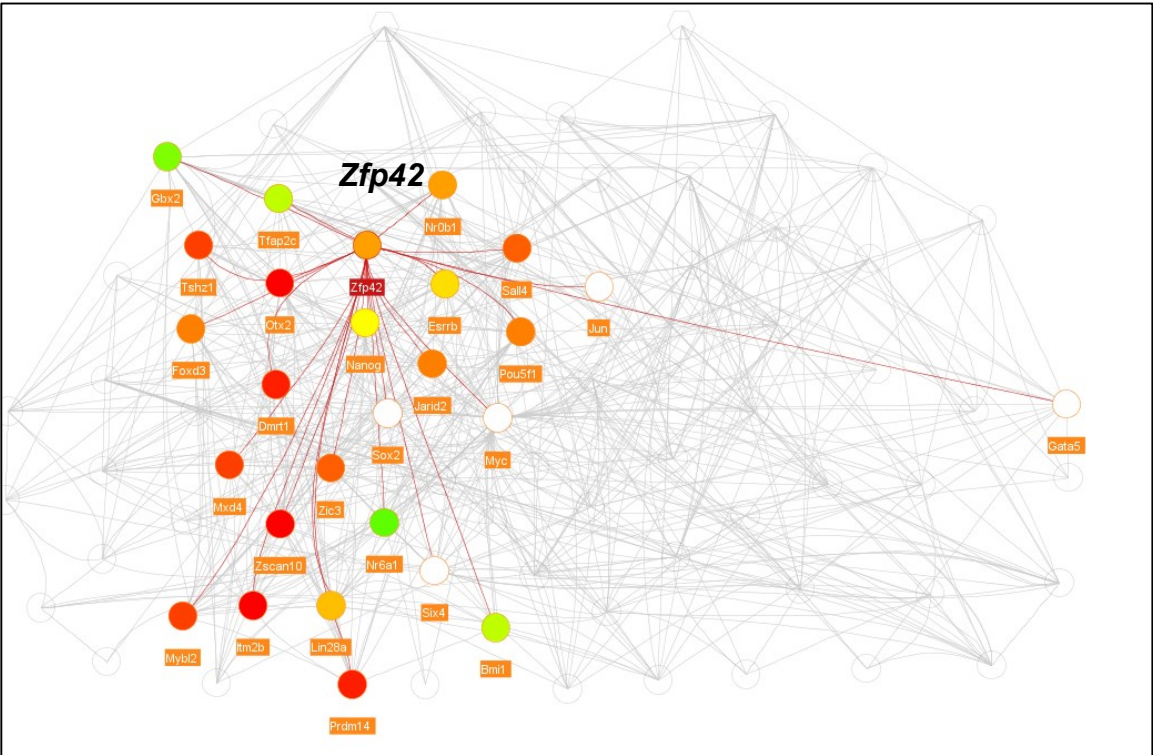 Zfp42
Gbx2
Tfap2c
Nr0b1
Tshz1
Zfp42
Sall4
Otx2
Esrrb
Jun
Foxd3
Nanog
Pou5f1
Jarid2
Dmrt1
Sox2
Myc
Gata5
Mxd4
Zic3
Zscan10
Nr6a1
Six4
Mybl2
Itm2b
Lin28a
Bmi1
Prdm14